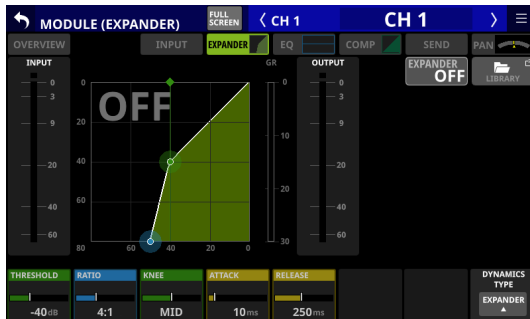 MODULE (EXPANDER)
FULL
SCREEN
CH 1
CH 1
OVERVIEW
INPUT
EXPANDER
EQ
COMP
SEND
PAN
INPUT
GR
OUTPUT
EXPANDER
OFF
LIBRARY
OFF
0
3
9
20
40
60
0
20
40
60
80
60
40
20
0
0
10
20
30
0
3
9
20
40
60
THRESHOLD
RATIO
KNEE
ATTACK
RELEASE
DYNAMICS
TYPE
EXPANDER
-40dB
4:1
MID
10ms
250ms